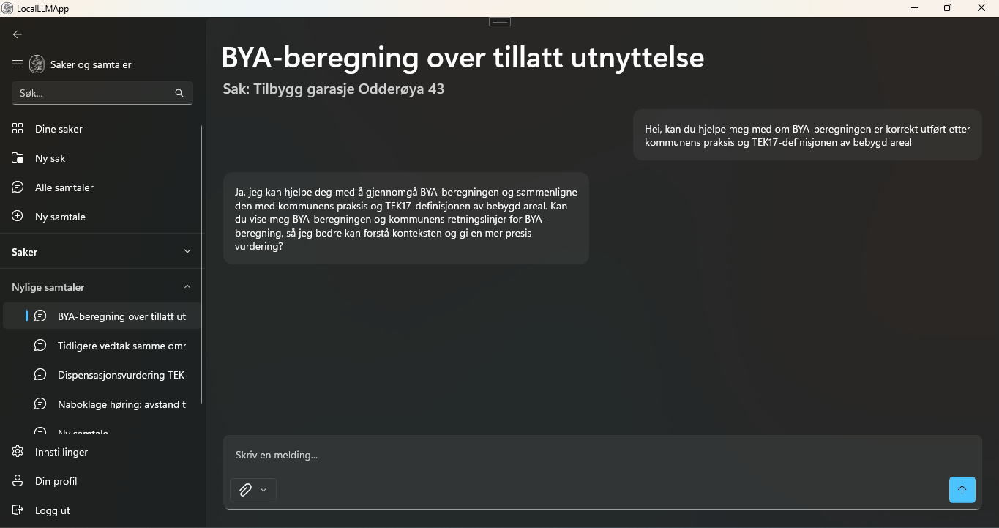 LocalLLMApp
Saker og samtaler
Søk...
Dine saker
Ny sak
Alle samtaler
Ny samtale
Saker
Nylige samtaler
BYA-beregning over tillatt ut
Tidligere vedtak samme omr
Dispensasjonsvurdering TEK
Naboklage høring: avstand t
Ny samtale
Innstillinger
Din profil
Logg ut
BYA-beregning over tillatt utnyttelse
Sak: Tilbygg garasje Odderøya 43
Hei, kan du hjelpe meg med om BYA-beregningen er korrekt utført etter
kommunens praksis og TEK17-definisjonen av bebygd areal
Ja, jeg kan hjelpe deg med å gjennomgå BYA-beregningen og sammenligne
den med kommunens praksis og TEK17-definisjonen av bebygd areal. Kan
du vise meg BYA-beregningen og kommunens retningslinjer for BYA-
beregning, så jeg bedre kan forstå konteksten og gi en mer presis
vurdering?
Skriv en melding...